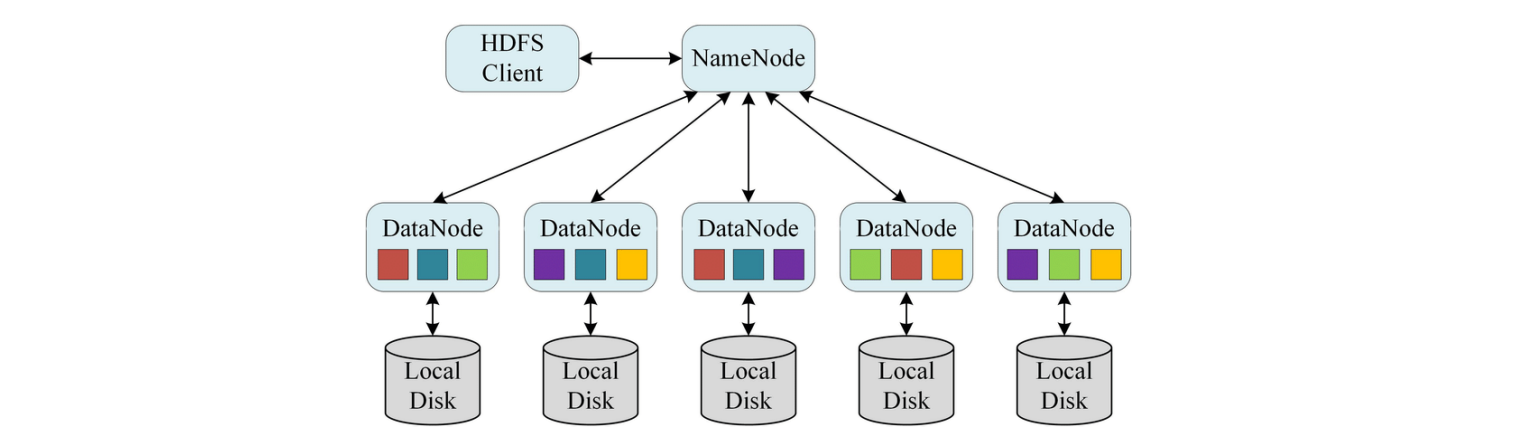 HDFS
Client
NameNode
DataNode
DataNode
DataNode
DataNode
DataNode
Local
Disk
Local
Disk
Local
Disk
Local
Disk
Local
Disk